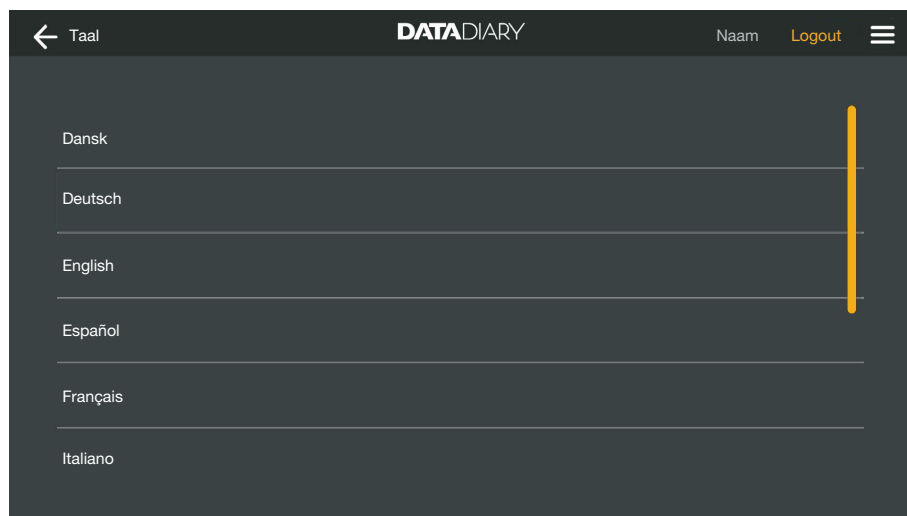 Taal DATADIARY Naam Logout
Dansk
Deutsch
English
Español
Français
Italiano